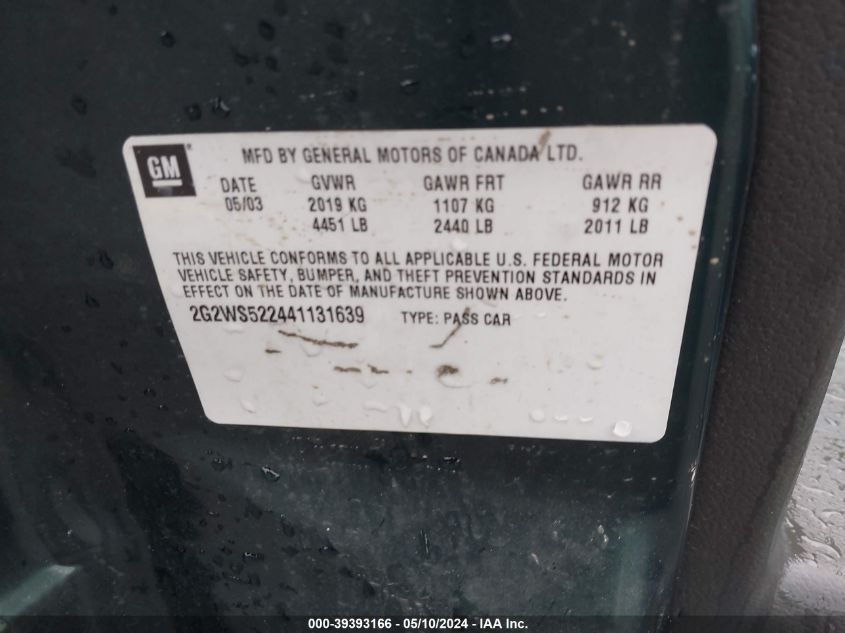 GM ® MFD BY GENERAL MOTORS OF CANADA LTD.
DATE GVWR GAWR FRT GAWR RR
05/03 2019 KG 1107 KG 912 KG
4451 LB 2440 LB 2011 LB
THIS VEHICLE CONFORMS TO ALL APPLICABLE U.S. FEDERAL MOTOR
VEHICLE SAFETY, BUMPER, AND THEFT PREVENTION STANDARDS IN
EFFECT ON THE DATE OF MANUFACTURE SHOWN ABOVE.
2G2WS522441131639 TYPE: PASS CAR
000-39393166 - 05/10/2024 - IAA Inc.